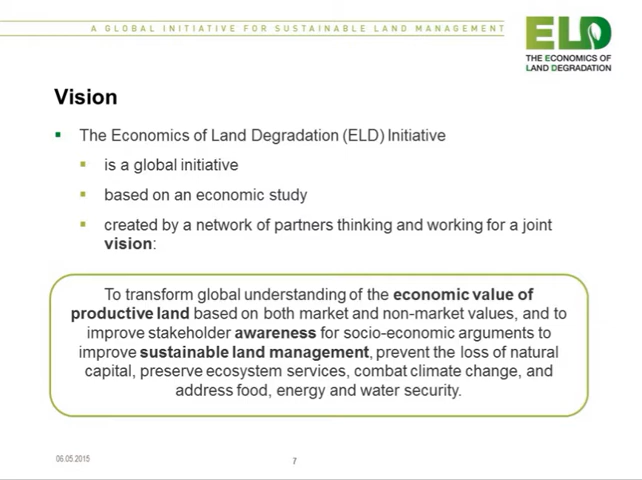 A GLOBAL INITIATIVE FOR SUSTAINABLE LAND MANAGEMENT
ELD
THE ECONOMICS OF
LAND DEGRADATION
Vision
The Economics of Land Degradation (ELD) Initiative
is a global initiative
based on an economic study
created by a network of partners thinking and working for a joint
vision:
To transform global understanding of the economic value of
productive land based on both market and non-market values, and to
improve stakeholder awareness for socio-economic arguments to
improve sustainable land management, prevent the loss of natural
capital, preserve ecosystem services, combat climate change, and
address food, energy and water security.
06.05.2015
7